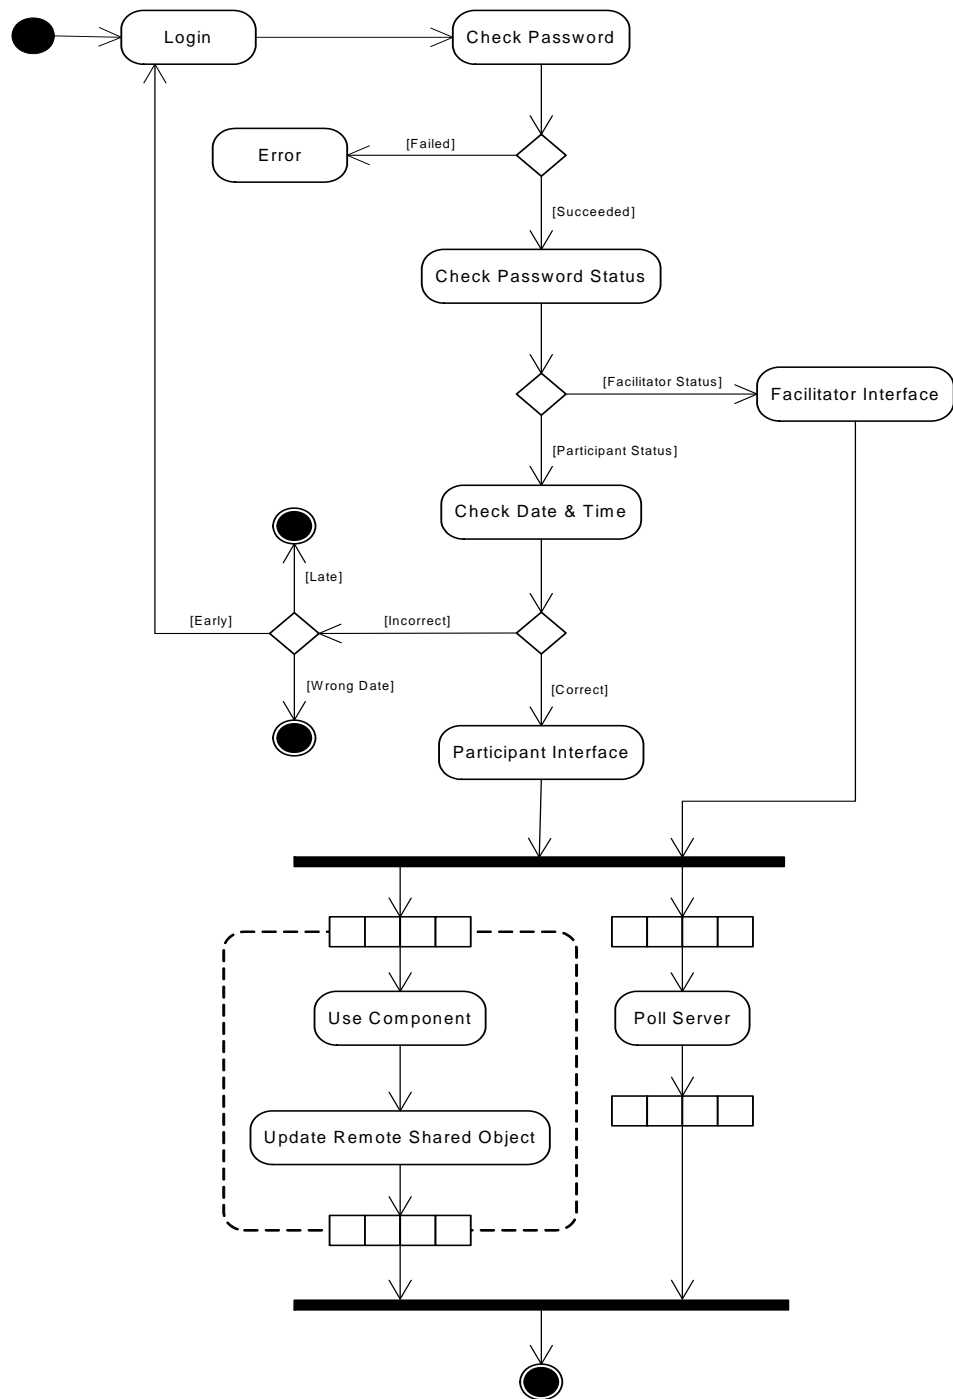 Login
Check Password
[Failed]
Error
[Succeeded]
Check Password Status
[Facilitator Status]
Facilitator Interface
[Participant Status]
Check Date & Time
[Late]
[Early]
[Incorrect]
[Wrong Date]
[Correct]
Participant Interface
Use Component
Poll Server
Update Remote Shared Object